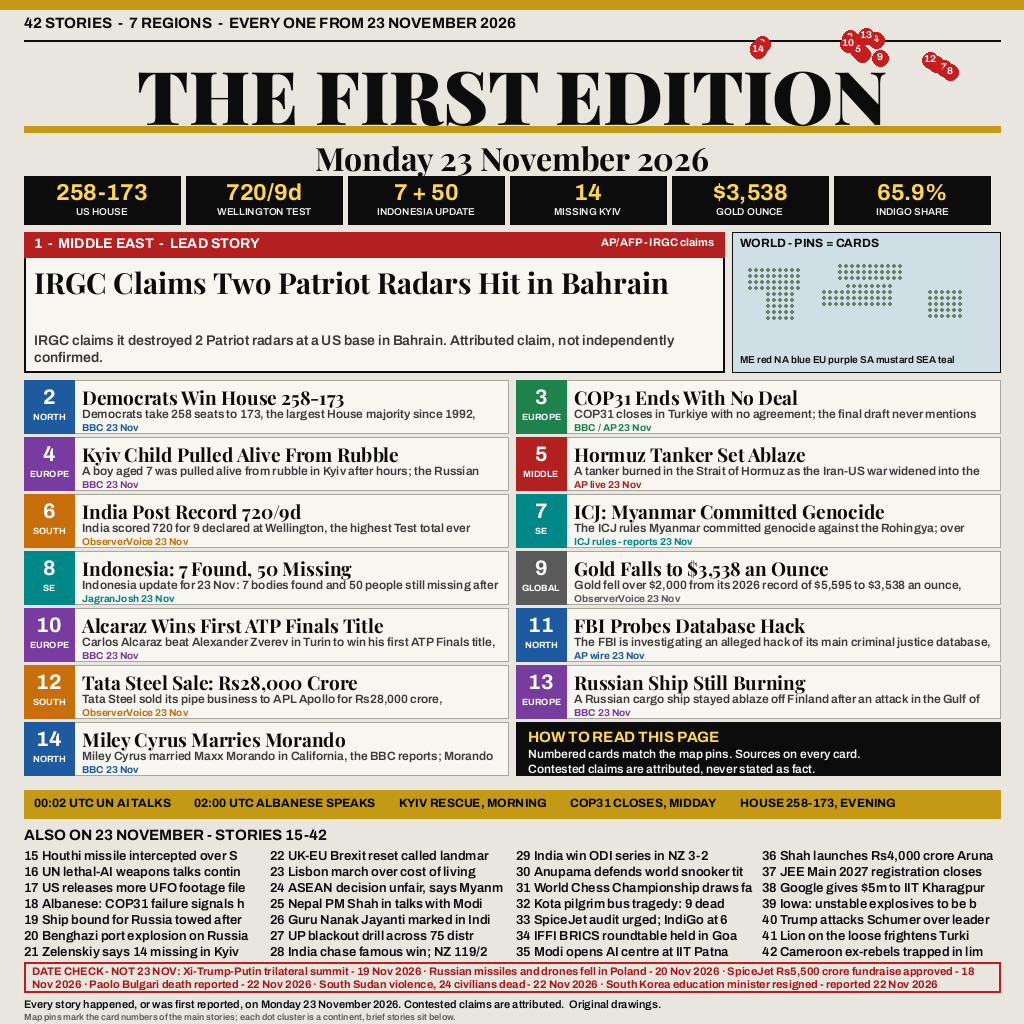 42 STORIES - 7 REGIONS - EVERY ONE FROM 23 NOVEMBER 2026
14
10
13
4
5
9
12
7
8
THE FIRST EDITION
Monday 23 November 2026
258-173
US HOUSE
720/9d
WELLINGTON TEST
7 + 50
INDONESIA UPDATE
14
MISSING KYIV
$3,538
GOLD OUNCE
65.9%
INDIGO SHARE
1 - MIDDLE EAST - LEAD STORY
AP/AFP - IRGC claims
IRGC Claims Two Patriot Radars Hit in Bahrain
IRGC claims it destroyed 2 Patriot radars at a US base in Bahrain. Attributed claim, not independently
confirmed.
WORLD - PINS = CARDS
ME red NA blue EU purple SA mustard SEA teal
2
NORTH
Democrats Win House 258-173
Democrats take 258 seats to 173, the largest House majority since 1992,
BBC 23 Nov
3
EUROPE
COP31 Ends With No Deal
COP31 closes in Turkiye with no agreement; the final draft never mentions
BBC / AP 23 Nov
4
EUROPE
Kyiv Child Pulled Alive From Rubble
A boy aged 7 was pulled alive from rubble in Kyiv after hours; the Russian
BBC 23 Nov
5
MIDDLE
Hormuz Tanker Set Ablaze
A tanker burned in the Strait of Hormuz as the Iran-US war widened into the
AP live 23 Nov
6
SOUTH
India Post Record 720/9d
India scored 720 for 9 declared at Wellington, the highest Test total ever
ObserverVoice 23 Nov
7
SE
ICJ: Myanmar Committed Genocide
The ICJ rules Myanmar committed genocide against the Rohingya; over
ICJ rules - reports 23 Nov
8
SE
Indonesia: 7 Found, 50 Missing
Indonesia update for 23 Nov: 7 bodies found and 50 people still missing after
JagranJosh 23 Nov
9
GLOBAL
Gold Falls to $3,538 an Ounce
Gold fell over $2,000 from its 2026 record of $5,595 to $3,538 an ounce,
ObserverVoice 23 Nov
10
EUROPE
Alcaraz Wins First ATP Finals Title
Carlos Alcaraz beat Alexander Zverev in Turin to win his first ATP Finals title,
BBC 23 Nov
11
NORTH
FBI Probes Database Hack
The FBI is investigating an alleged hack of its main criminal justice database,
AP wire 23 Nov
12
SOUTH
Tata Steel Sale: Rs28,000 Crore
Tata Steel sold its pipe business to APL Apollo for Rs28,000 crore,
ObserverVoice 23 Nov
13
EUROPE
Russian Ship Still Burning
A Russian cargo ship stayed ablaze off Finland after an attack in the Gulf of
BBC 23 Nov
14
NORTH
Miley Cyrus Marries Morando
Miley Cyrus married Maxx Morando in California, the BBC reports; Morando
BBC 23 Nov
HOW TO READ THIS PAGE
Numbered cards match the map pins. Sources on every card.
Contested claims are attributed, never stated as fact.
00:02 UTC UN AI TALKS 02:00 UTC ALBANESE SPEAKS KYIV RESCUE, MORNING COP31 CLOSES, MIDDAY HOUSE 258-173, EVENING
ALSO ON 23 NOVEMBER - STORIES 15-42
15 Houthi missile intercepted over S
16 UN lethal-AI weapons talks contin
17 US releases more UFO footage file
18 Albanese: COP31 failure signals h
19 Ship bound for Russia towed after
20 Benghazi port explosion on Russia
21 Zelenskiy says 14 missing in Kyiv
22 UK-EU Brexit reset called landmar
23 Lisbon march over cost of living
24 ASEAN decision unfair, says Myanm
25 Nepal PM Shah in talks with Modi
26 Guru Nanak Jayanti marked in Indi
27 UP blackout drill across 75 distr
28 India chase famous win; NZ 119/2
29 India win ODI series in NZ 3-2
30 Anupama defends world snooker tit
31 World Chess Championship draws fa
32 Kota pilgrim bus tragedy: 9 dead
33 SpiceJet audit urged; IndiGo at 6
34 IFFI BRICS roundtable held in Goa
35 Modi opens AI centre at IIT Patna
36 Shah launches Rs4,000 crore Aruna
37 JEE Main 2027 registration closes
38 Google gives $5m to IIT Kharagpur
39 Iowa: unstable explosives to be b
40 Trump attacks Schumer over leader
41 Lion on the loose frightens Turki
42 Cameroon ex-rebels trapped in lim
DATE CHECK - NOT 23 NOV: Xi-Trump-Putin trilateral summit - 19 Nov 2026 · Russian missiles and drones fell in Poland - 20 Nov 2026 · SpiceJet Rs5,500 crore fundraise approved - 18
Nov 2026 · Paolo Bulgari death reported - 22 Nov 2026 · South Sudan violence, 24 civilians dead - 22 Nov 2026 · South Korea education minister resigned - reported 22 Nov 2026
Every story happened, or was first reported, on Monday 23 November 2026. Contested claims are attributed. Original drawings.
Map pins mark the card numbers of the main stories; each dot cluster is a continent, brief stories sit below.